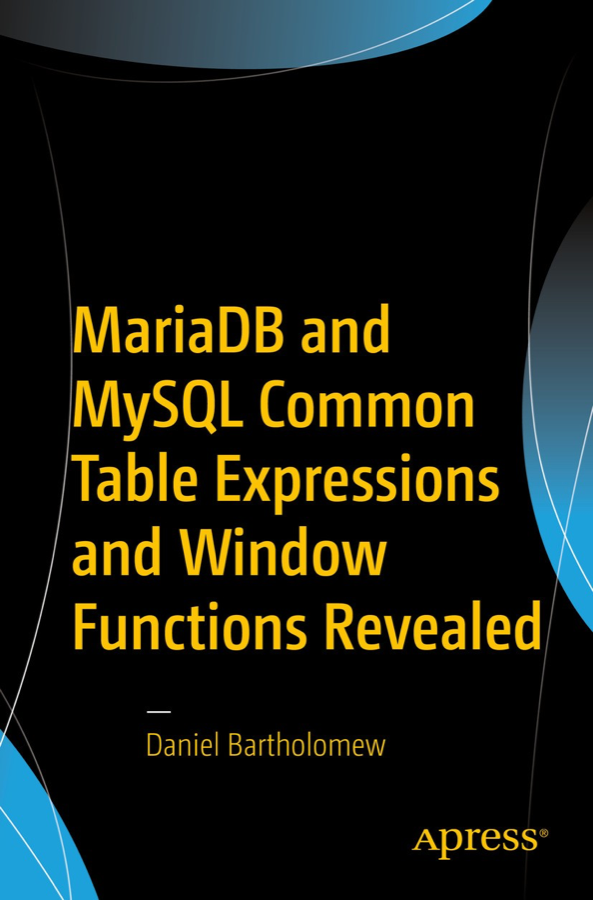 MariaDB and
MySQL Common
Table Expressions
and Window
Functions Revealed
—
Daniel Bartholomew
Apress®